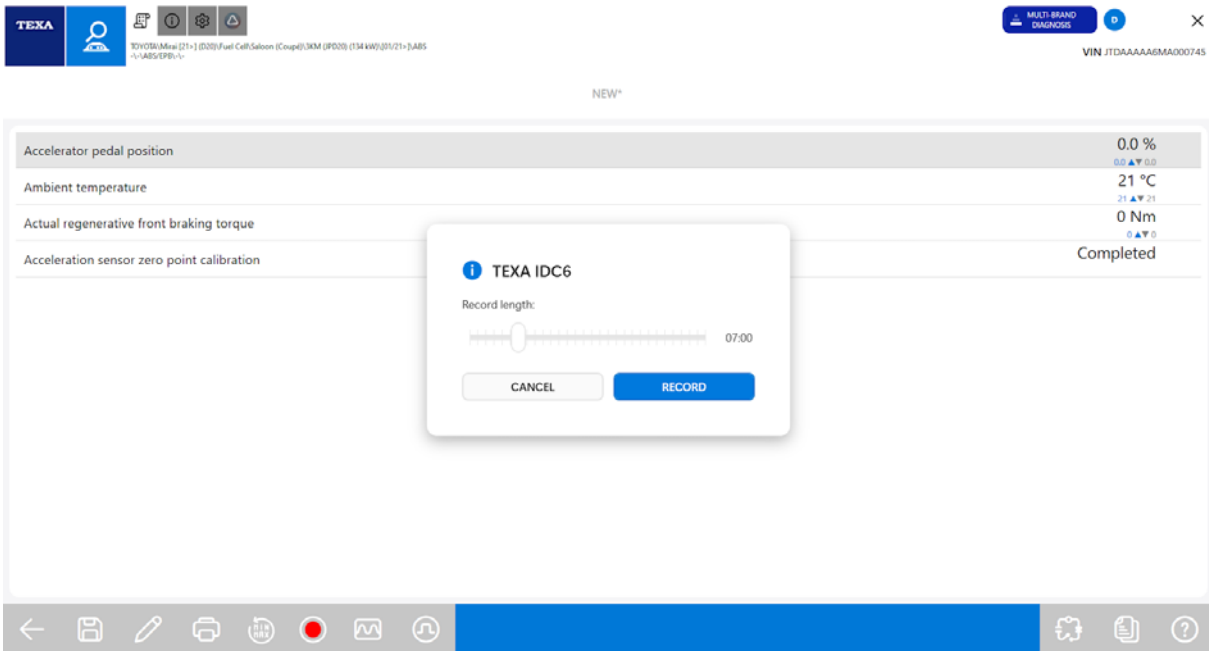 TEXA
TOYOTA\Mirai [21>] (D20)\Fuel Cell\Saloon (Coupé)\3KM (JPD20) (134 kW)\[01/21>]\ABS
-\-\ABS/EPB\-\-
MULTI-BRAND
DIAGNOSIS
D
VIN JTDAAAAA6MA000745
NEW*
Accelerator pedal position
0.0 %
0.0 ▲▼ 0.0
Ambient temperature
21 °C
21 ▲▼ 21
Actual regenerative front braking torque
0 Nm
0 ▲▼ 0
Acceleration sensor zero point calibration
Completed
TEXA IDC6
Record length:
07:00
CANCEL
RECORD
MIN
MAX